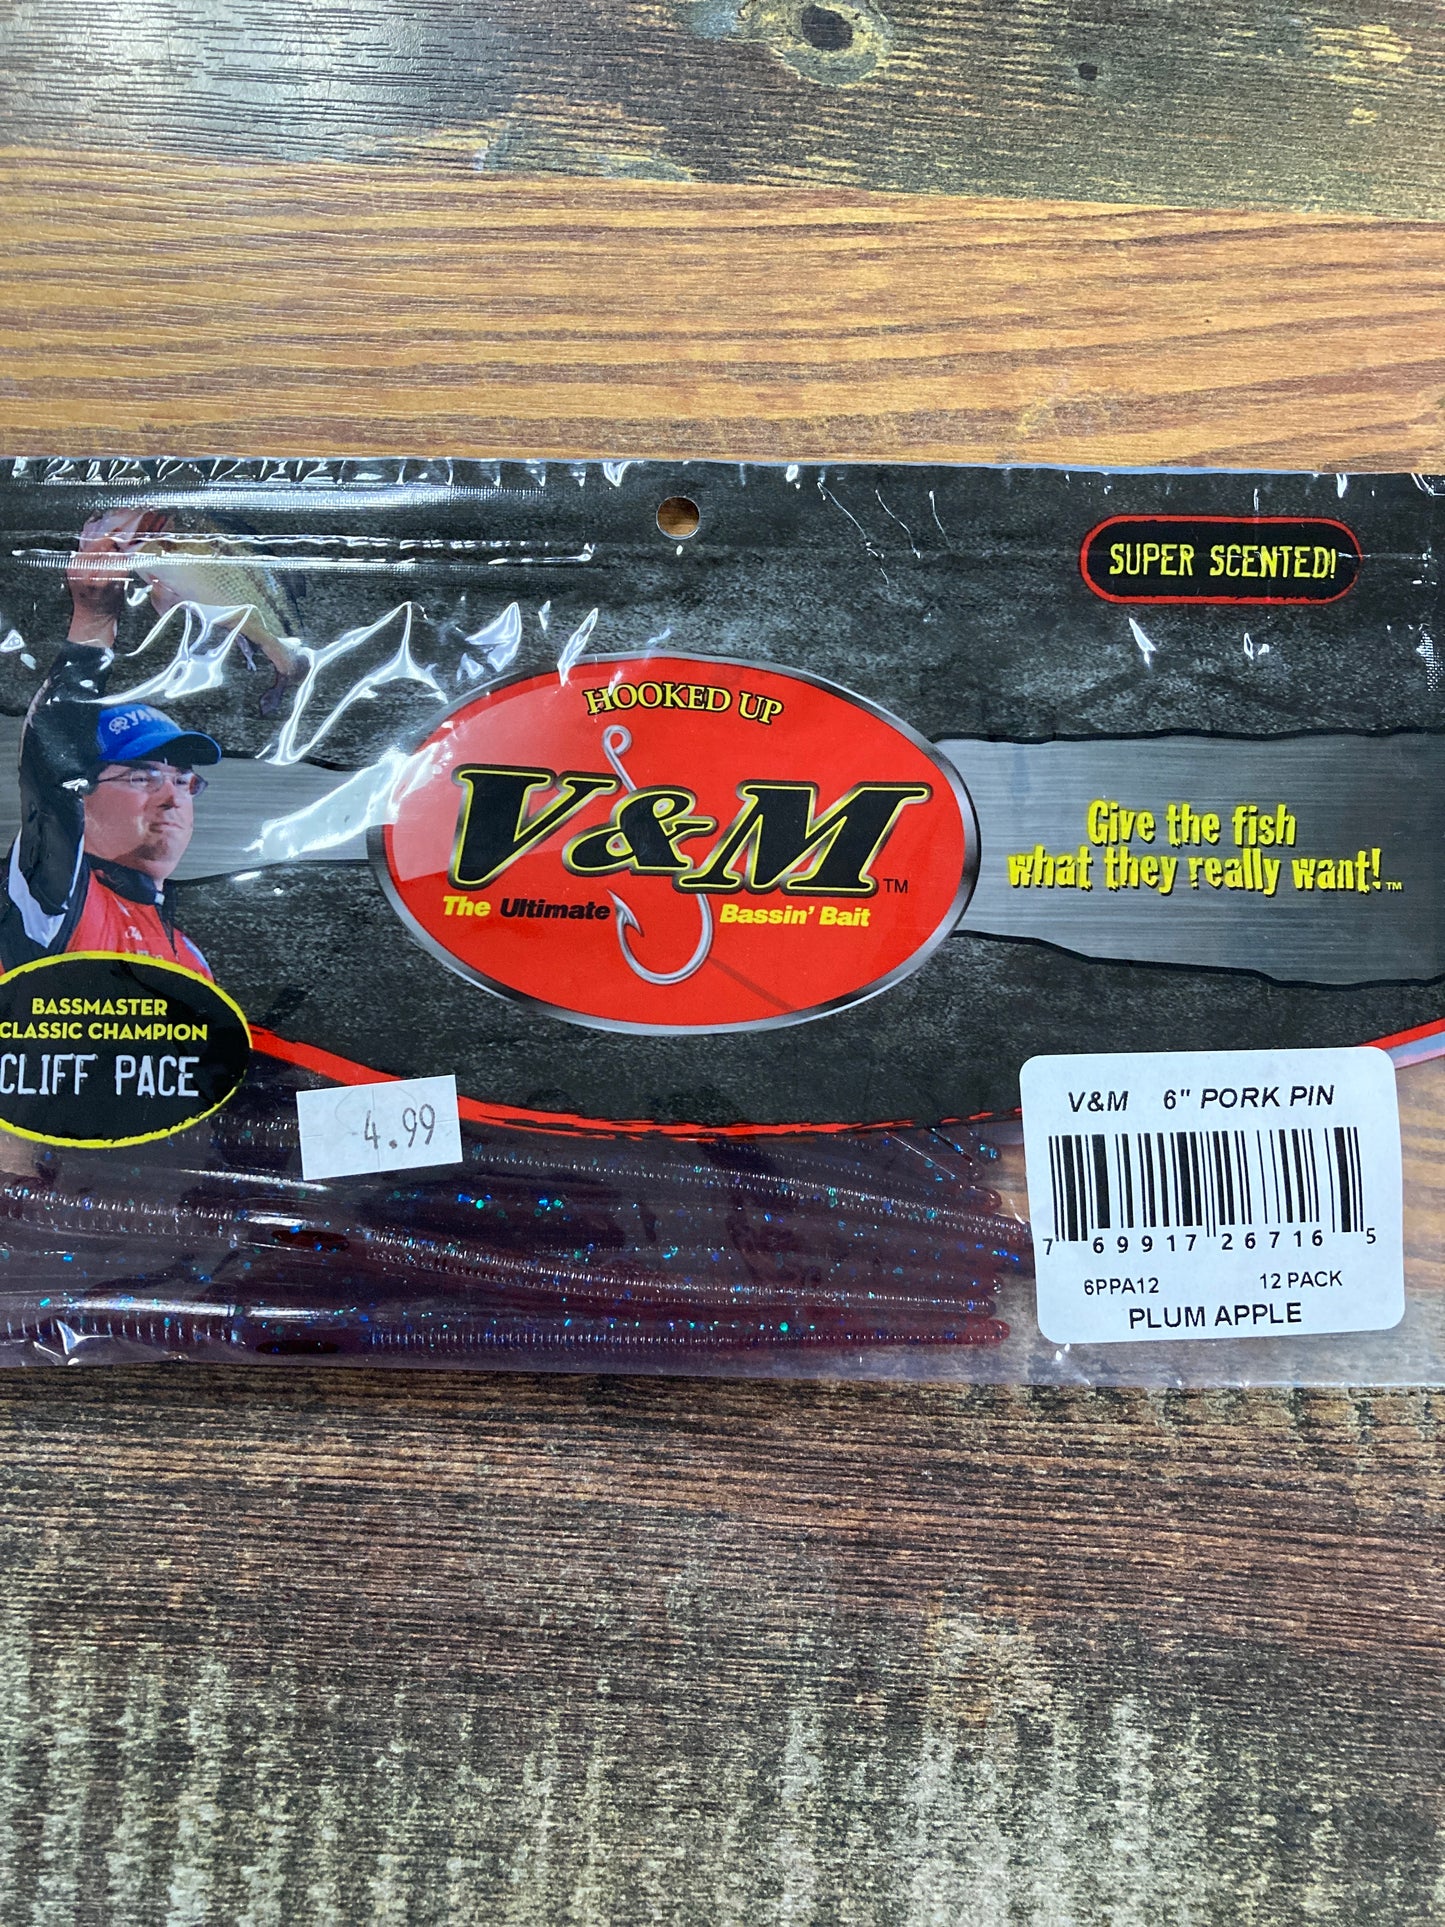 SUPER SCENTED!
HOOKED UP
V&M™
The Ultimate Bassin' Bait
Give the fish
what they really want!™
BASSMASTER
CLASSIC CHAMPION
CLIFF PACE
4.99
V&M 6" PORK PIN
7 69917 26716 5
6PPA12 12 PACK
PLUM APPLE